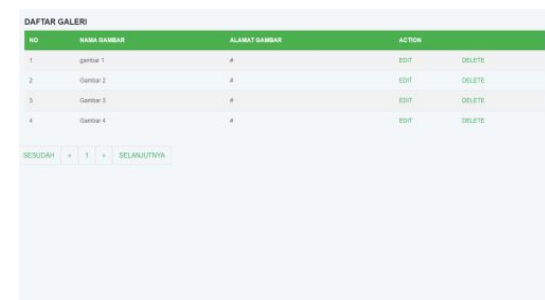 DAFTAR GALERI
NO NAMA GAMBAR ALAMAT GAMBAR ACTION
1 gambar 1 # EDIT DELETE
2 Gambar 2 # EDIT DELETE
3 Gambar 3 # EDIT DELETE
4 Gambar 4 # EDIT DELETE
SESUDAH « 1 » SELANJUTNYA